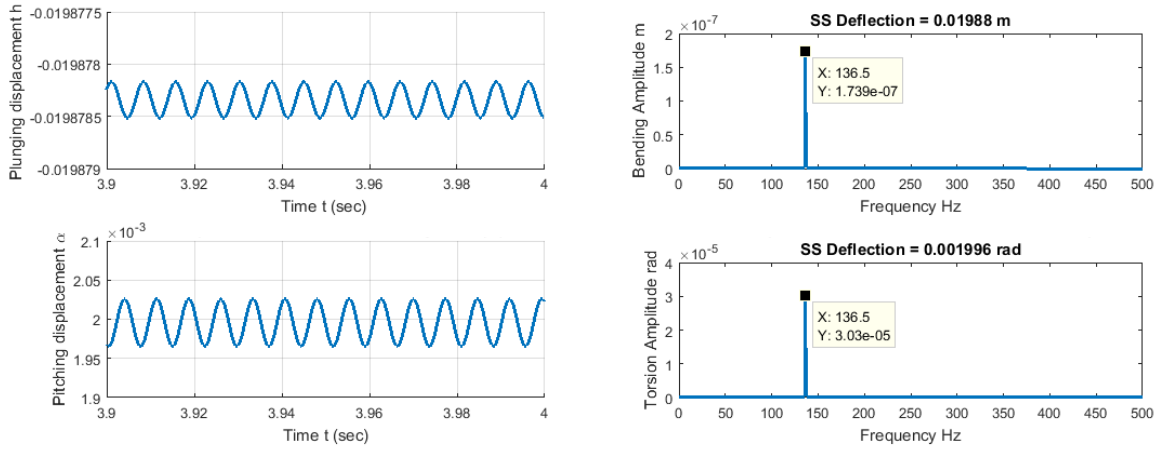 Plunging displacement h
-0.0198775
-0.019878
-0.0198785
-0.019879
3.9 3.92 3.94 3.96 3.98 4
Time t (sec)
SS Deflection = 0.01988 m
×10⁻⁷
Bending Amplitude m
2
1.5
1
0.5
0
X: 136.5
Y: 1.739e-07
0 50 100 150 200 250 300 350 400 450 500
Frequency Hz
Pitching displacement α
×10⁻³
2.1
2.05
2
1.95
1.9
3.9 3.92 3.94 3.96 3.98 4
Time t (sec)
SS Deflection = 0.001996 rad
×10⁻⁵
Torsion Amplitude rad
4
3
2
1
0
X: 136.5
Y: 3.03e-05
0 50 100 150 200 250 300 350 400 450 500
Frequency Hz